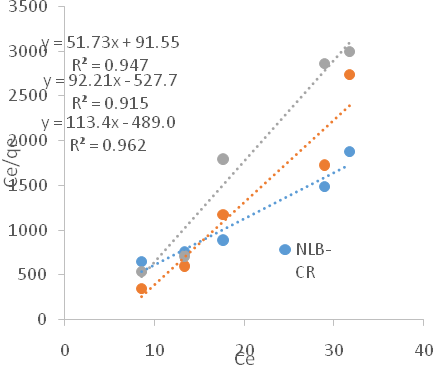 3500
3000
2500
2000
1500
1000
500
0
y = 51.73x + 91.55
R² = 0.947
y = 92.21x - 527.7
R² = 0.915
y = 113.4x - 489.0
R² = 0.962
Ce/qe
NLB-
CR
0 10 20 30 40
Ce